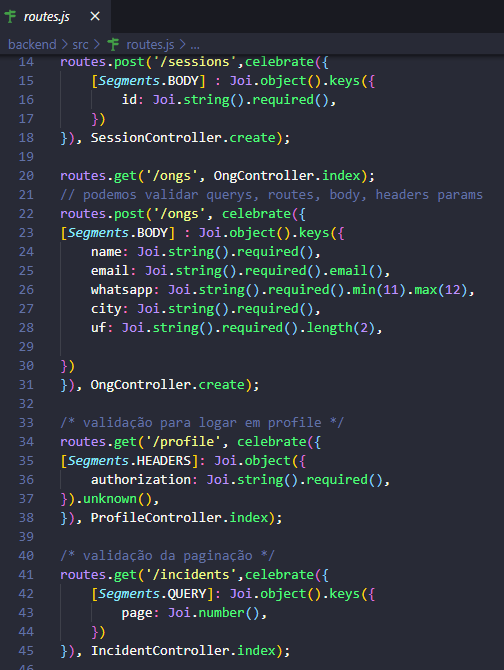 routes.js ×
backend > src > routes.js > ...
14 routes.post('/sessions',celebrate({
15     [Segments.BODY] : Joi.object().keys({
16         id: Joi.string().required(),
17     })
18 }), SessionController.create);
19
20 routes.get('/ongs', OngController.index);
21 // podemos validar querys, routes, body, headers params
22 routes.post('/ongs', celebrate({
23 [Segments.BODY] : Joi.object().keys({
24     name: Joi.string().required(),
25     email: Joi.string().required().email(),
26     whatsapp: Joi.string().required().min(11).max(12),
27     city: Joi.string().required(),
28     uf: Joi.string().required().length(2),
29
30 })
31 }), OngController.create);
32
33 /* validação para logar em profile */
34 routes.get('/profile', celebrate({
35 [Segments.HEADERS]: Joi.object({
36     authorization: Joi.string().required(),
37 }).unknown(),
38 }), ProfileController.index);
39
40 /* validação da paginação */
41 routes.get('/incidents',celebrate({
42     [Segments.QUERY]: Joi.object().keys({
43         page: Joi.number(),
44     })
45 }), IncidentController.index);
46